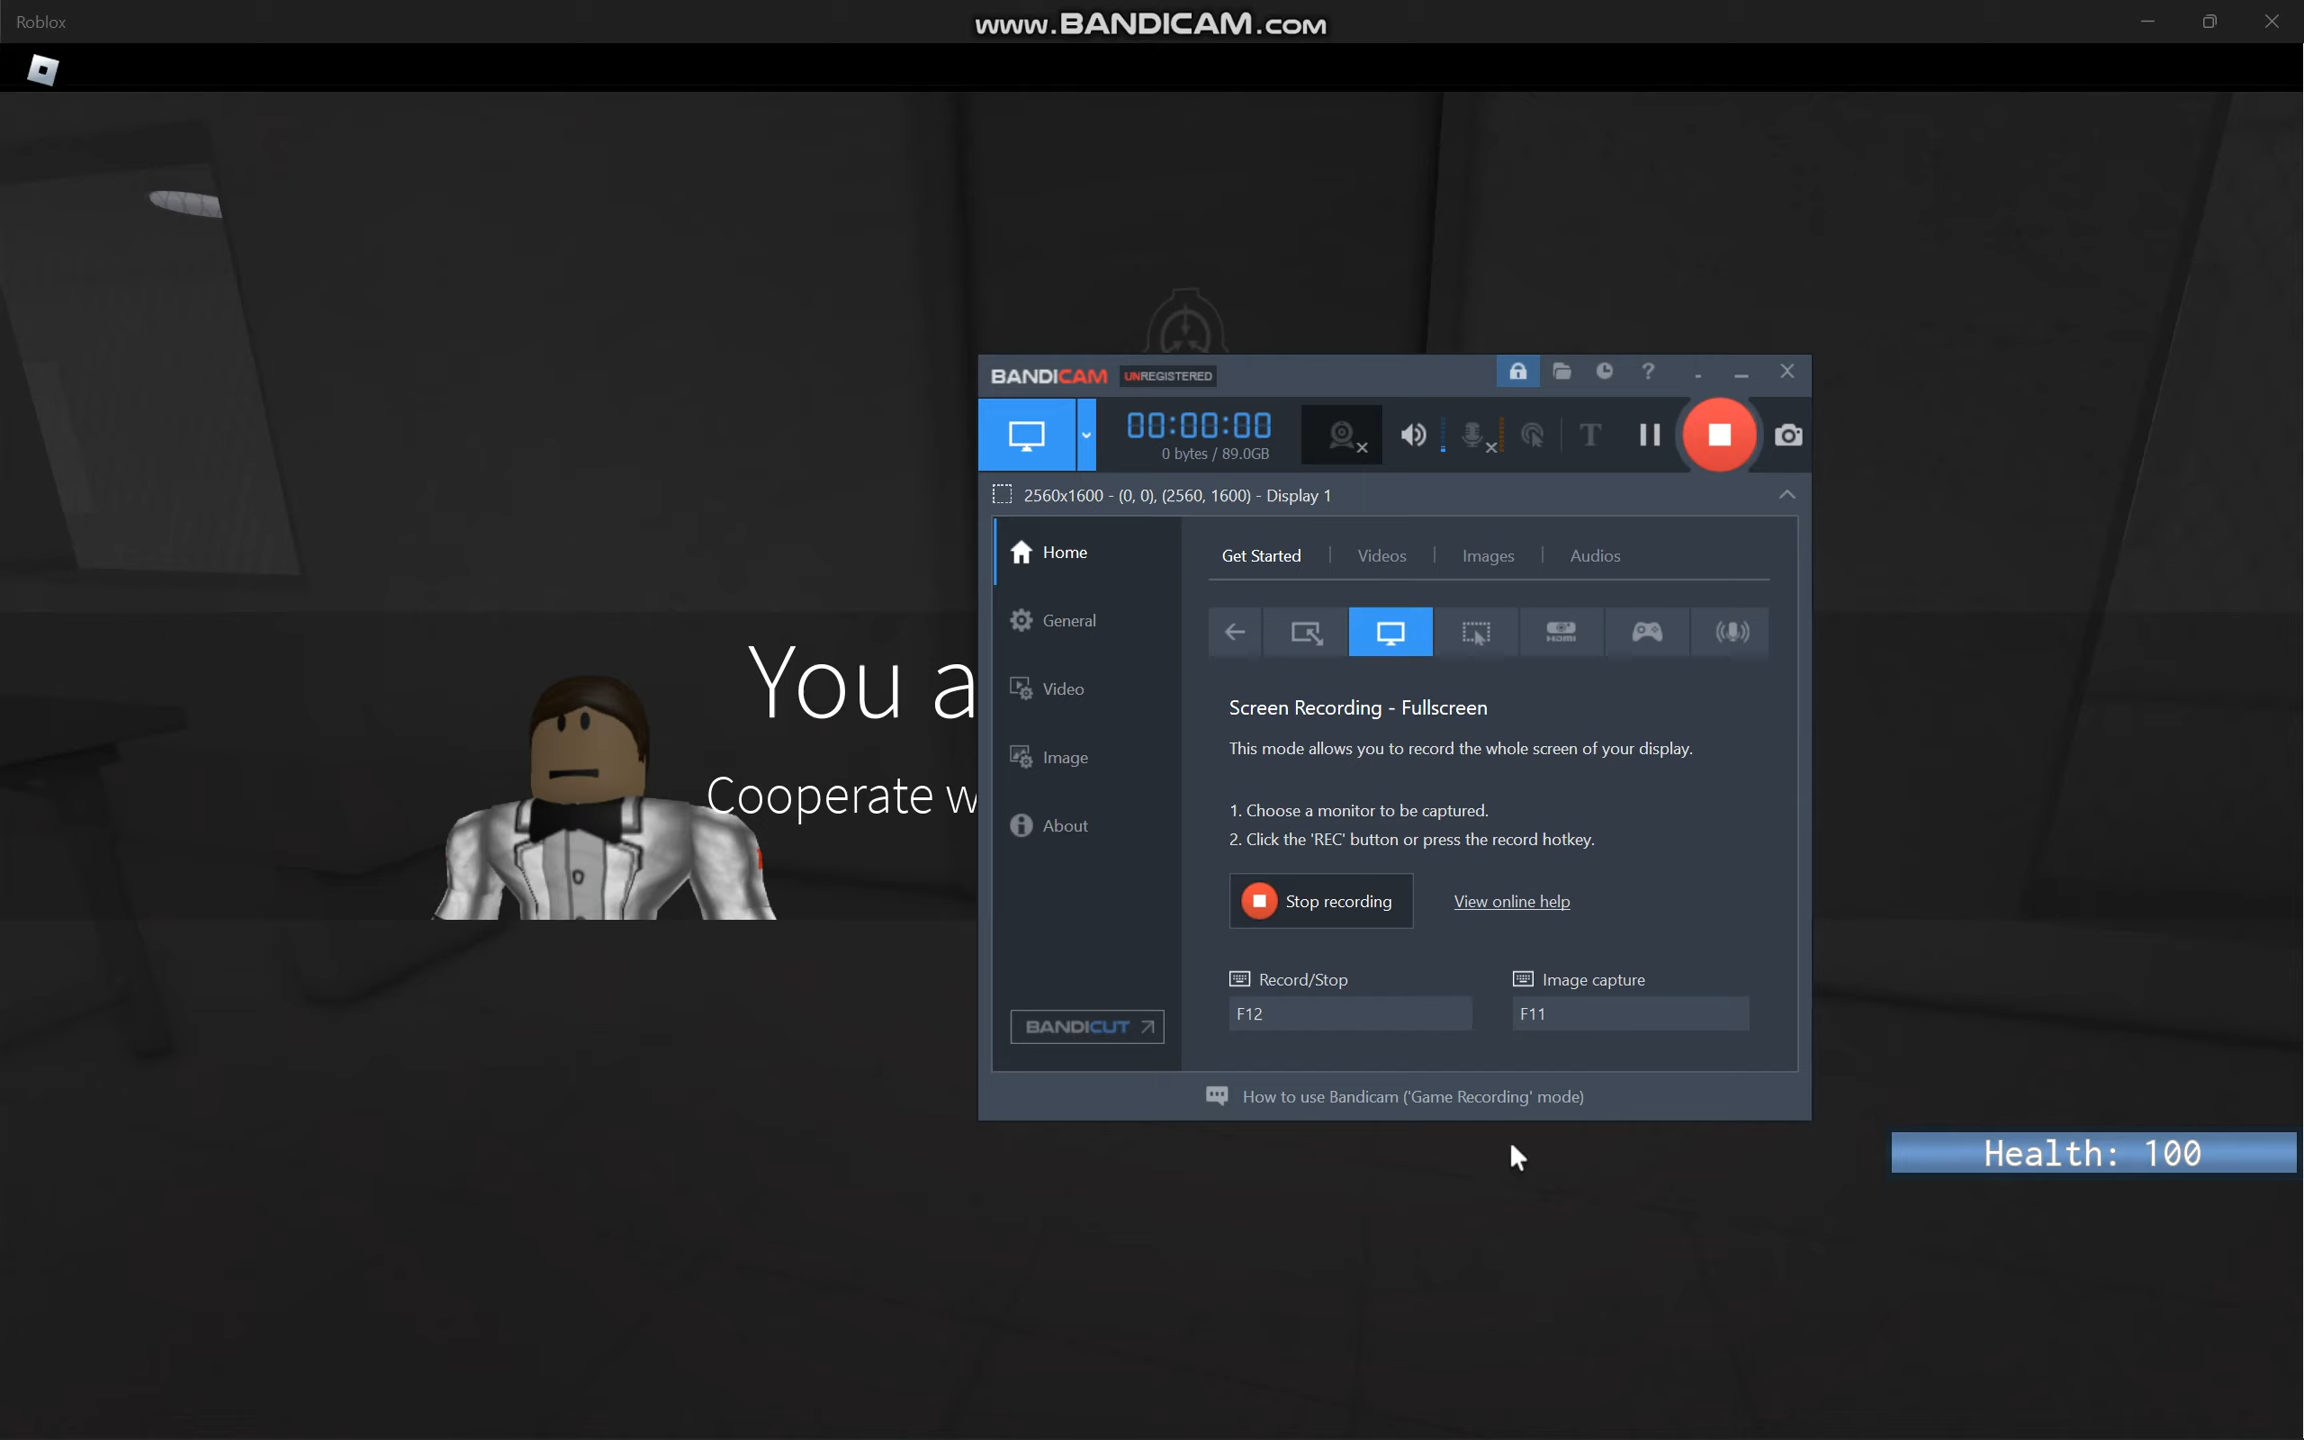 Roblox
www.BANDICAM.com
BANDICAM UNREGISTERED
?
00:00:00
0 bytes / 89.0GB
T
2560x1600 - (0, 0), (2560, 1600) - Display 1
Home
General
Video
Image
About
BANDICUT
Get Started
Videos
Images
Audios
HDMI
Screen Recording - Fullscreen
This mode allows you to record the whole screen of your display.
1. Choose a monitor to be captured.
2. Click the 'REC' button or press the record hotkey.
Stop recording
View online help
Record/Stop
Image capture
F12
F11
How to use Bandicam ('Game Recording' mode)
You a
Cooperate w
Health: 100